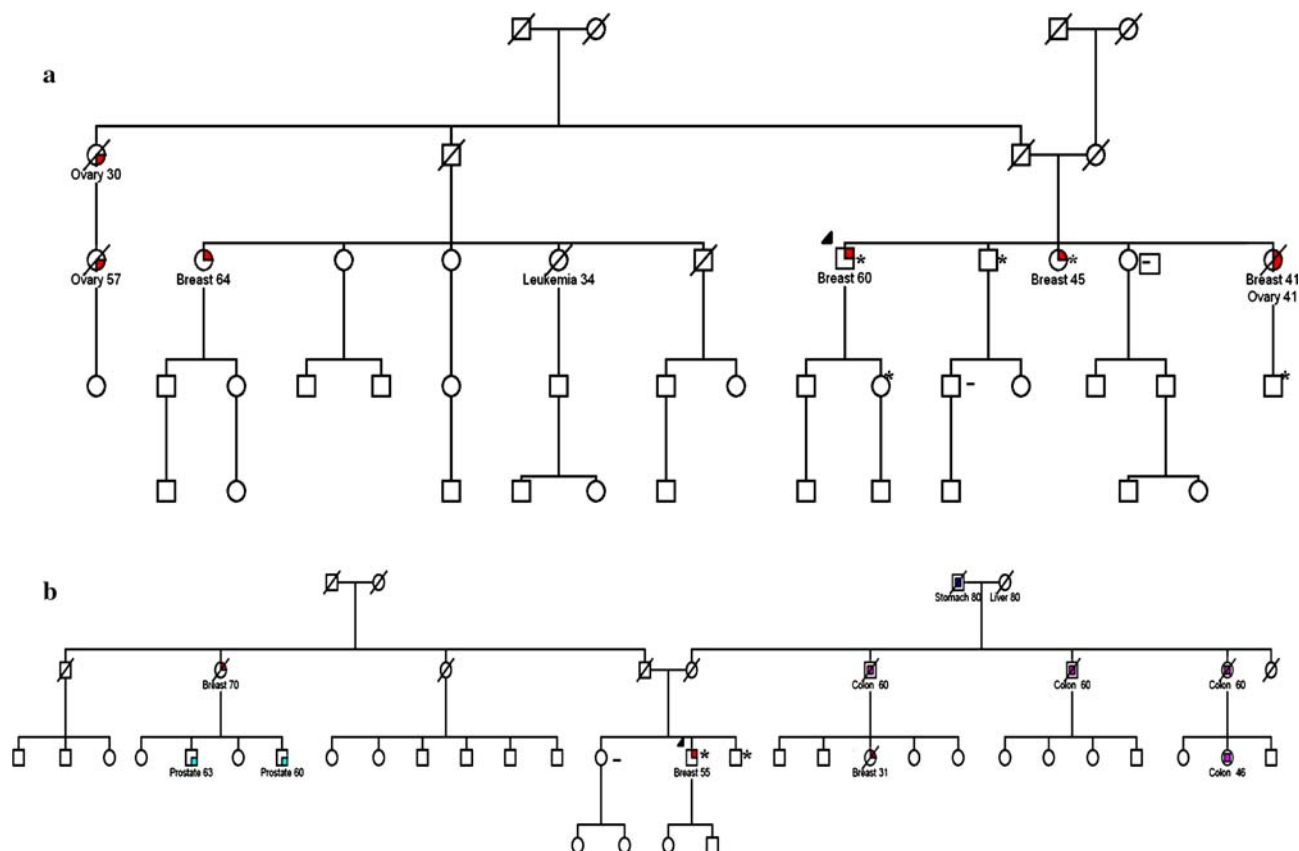 a
Ovary 30
Ovary 57
Breast 64
Leukemia 34
Breast 60
*
*
Breast 45
*
-
Breast 41
Ovary 41
*
-
*
b
Stomach 80
Liver 80
Breast 70
Colon 60
Colon 60
Colon 60
Prostate 63
Prostate 60
-
*
Breast 55
*
Breast 31
Colon 46